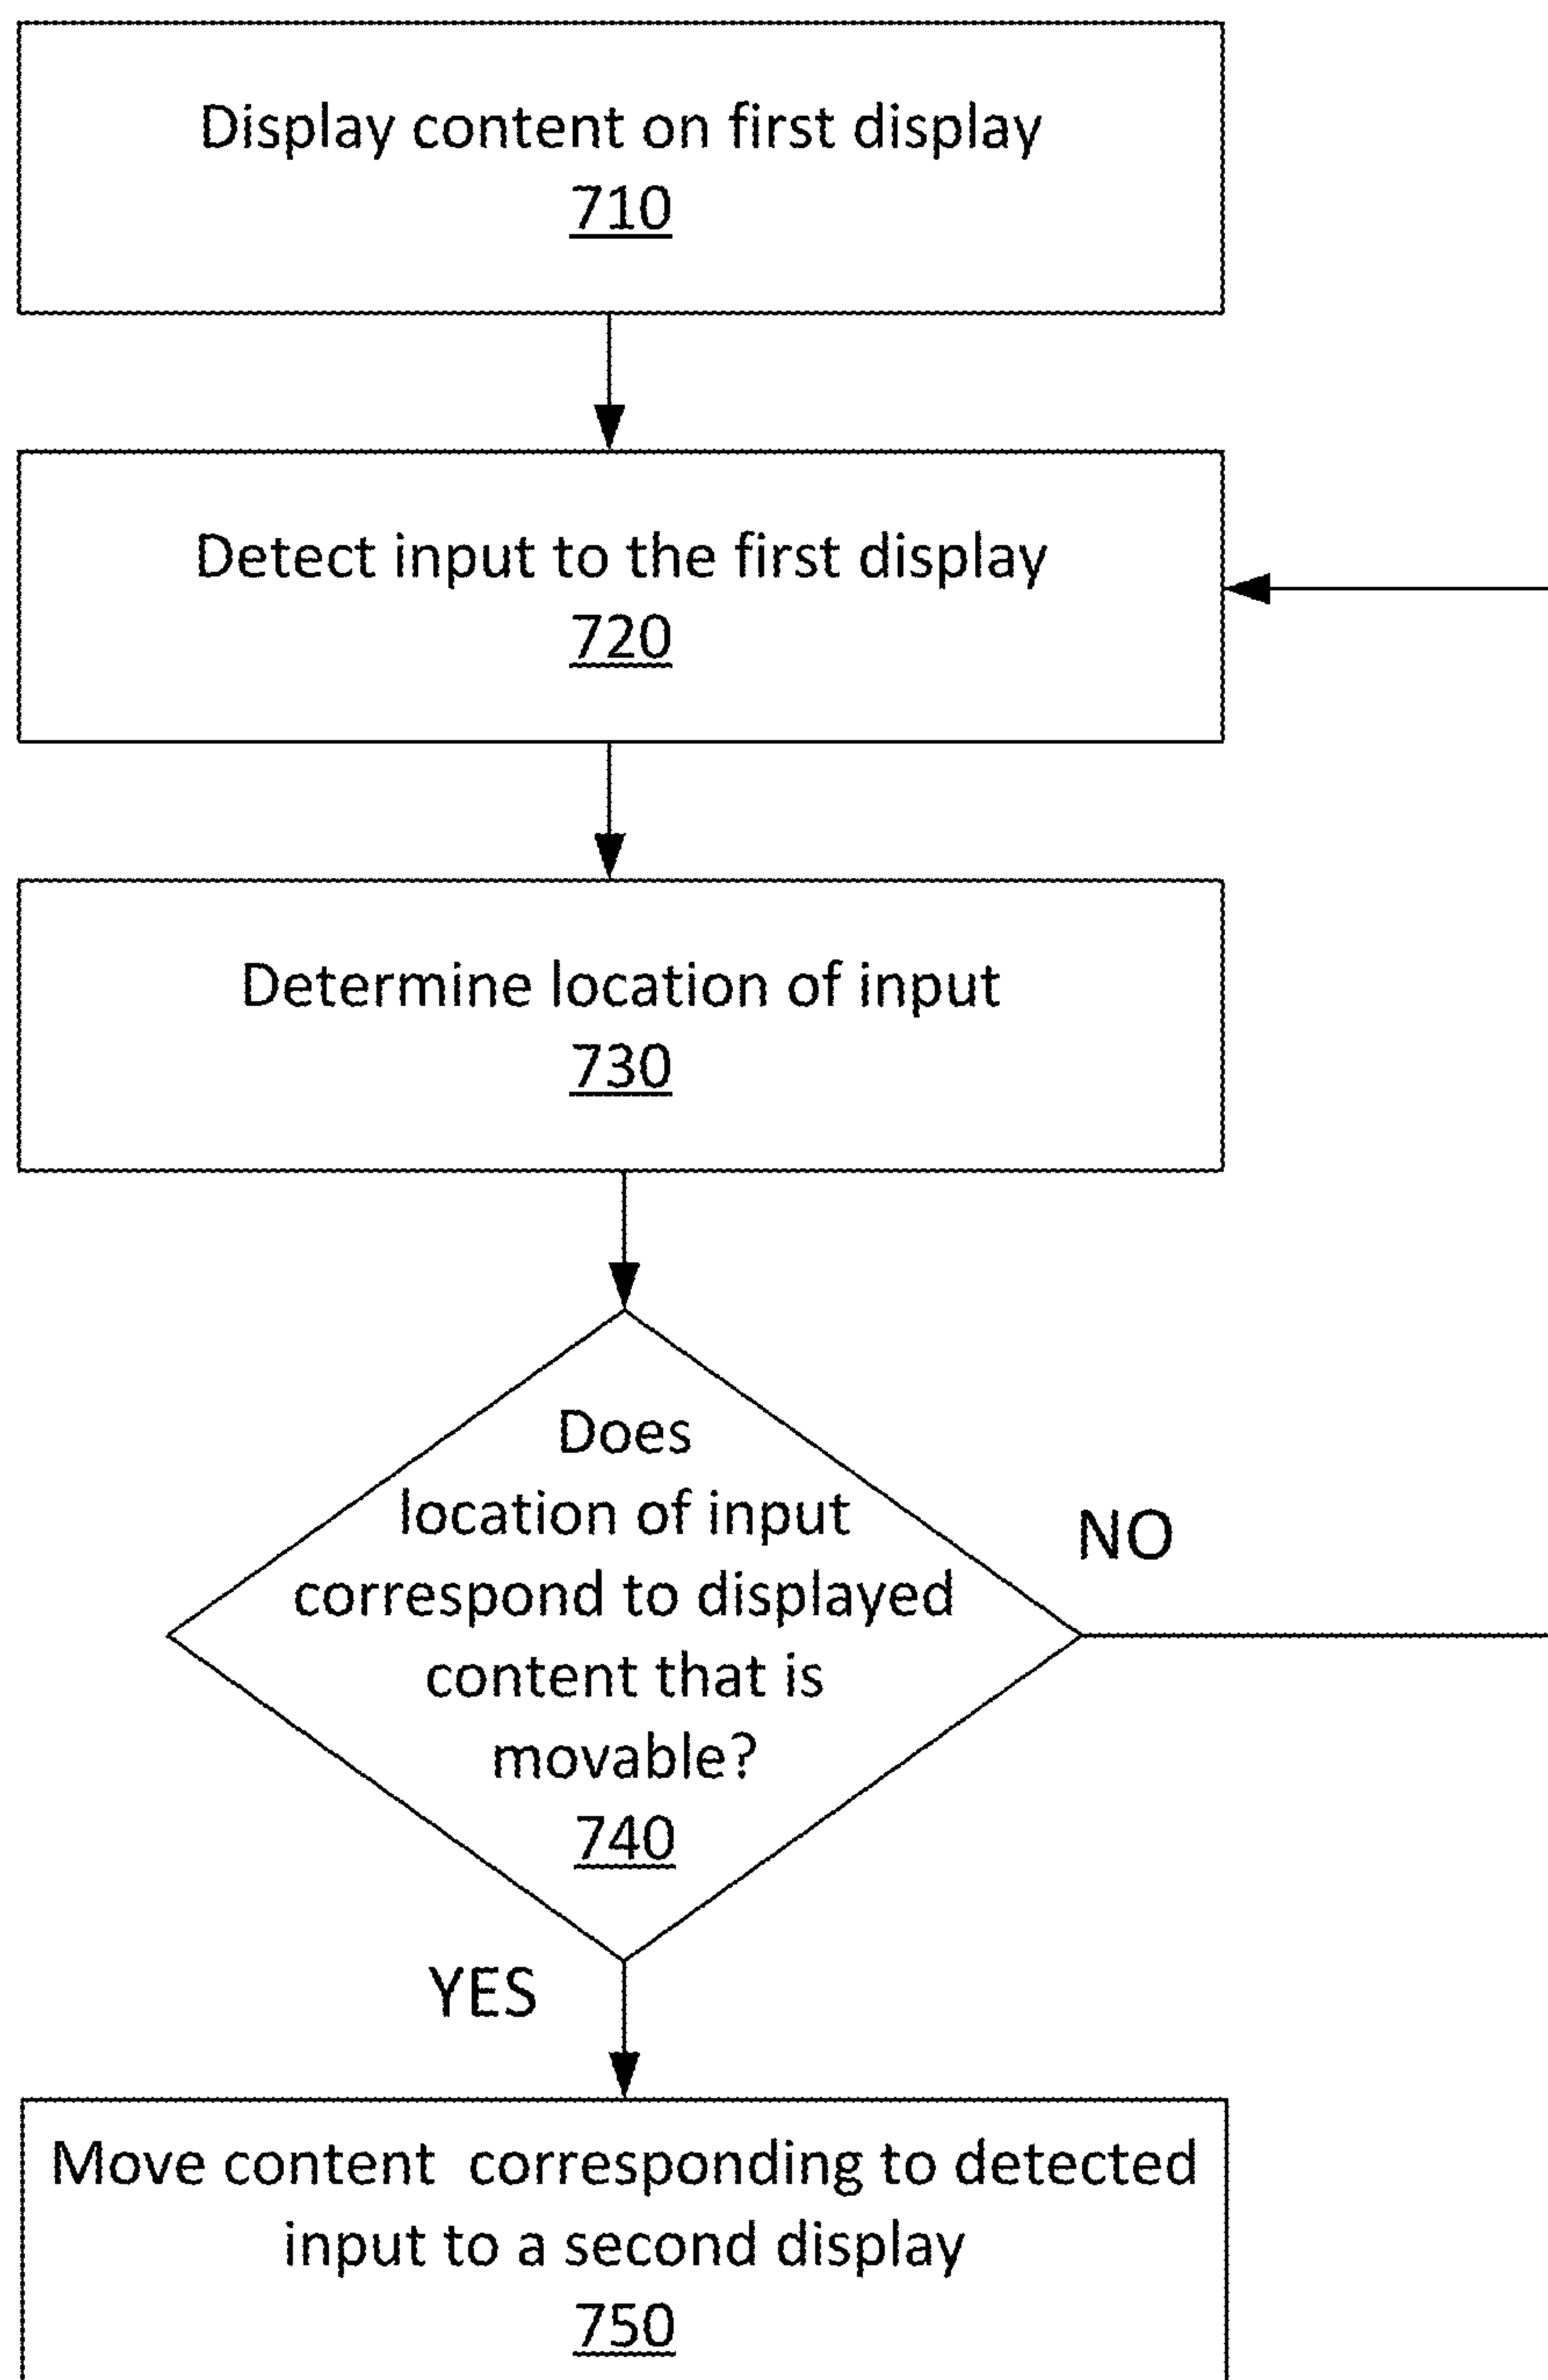 Display content on first display
710
Detect input to the first display
720
Determine location of input
730
Does
location of input
correspond to displayed
content that is
movable?
740
NO
YES
Move content  corresponding to detected
input to a second display
750